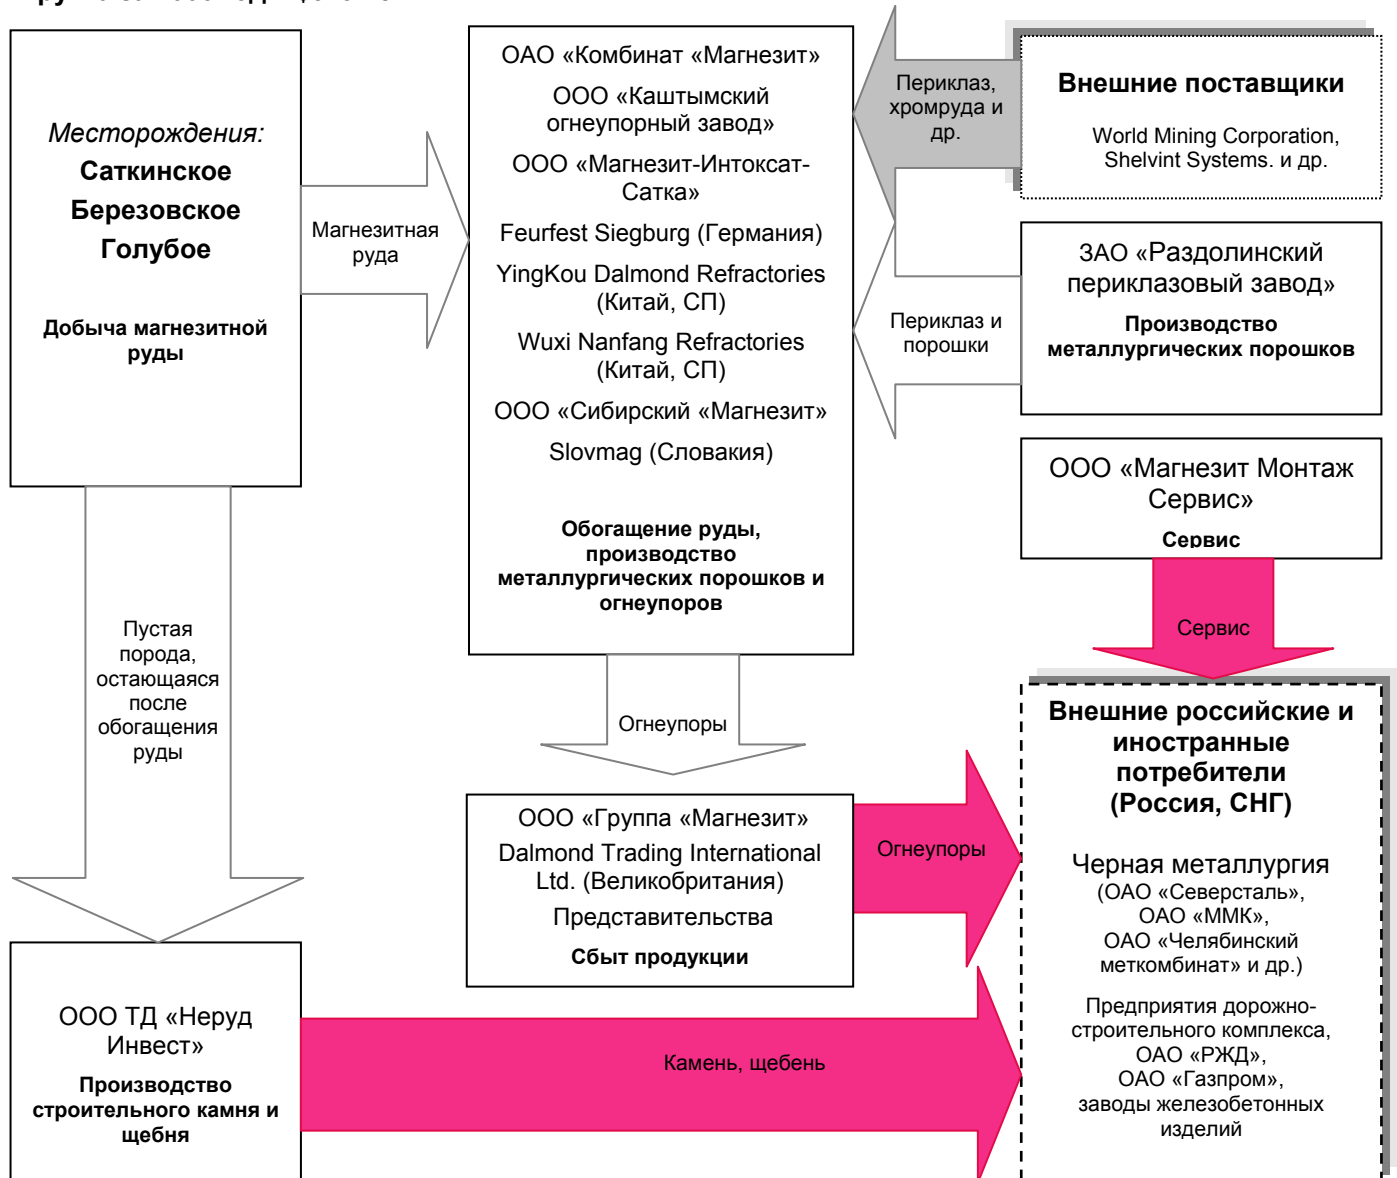 Месторождения:
Саткинское
Березовское
Голубое
Добыча магнезитной
руды
Магнезитная
руда
ОАО «Комбинат «Магнезит»
ООО «Каштымский
огнеупорный завод»
ООО «Магнезит-Интоксат-
Сатка»
Feurfest Siegburg (Германия)
YingKou Dalmond Refractories
(Китай, СП)
Wuxi Nanfang Refractories
(Китай, СП)
ООО «Сибирский «Магнезит»
Slovmag (Словакия)
Обогащение руды,
производство
металлургических порошков и
огнеупоров
Периклаз,
хромруда и
др.
Внешние поставщики
World Mining Corporation,
Shelvint Systems. и др.
Периклаз и
порошки
ЗАО «Раздолинский
периклазовый завод»
Производство
металлургических порошков
ООО «Магнезит Монтаж
Сервис»
Сервис
Сервис
Пустая
порода,
остающаяся
после
обогащения
руды
Огнеупоры
ООО «Группа «Магнезит»
Dalmond Trading International
Ltd. (Великобритания)
Представительства
Сбыт продукции
Огнеупоры
Внешние российские и
иностранные
потребители
(Россия, СНГ)
Черная металлургия
(ОАО «Северсталь»,
ОАО «ММК»,
ОАО «Челябинский
меткомбинат» и др.)
Предприятия дорожно-
строительного комплекса,
ОАО «РЖД»,
ОАО «Газпром»,
заводы железобетонных
изделий
ООО ТД «Неруд
Инвест»
Производство
строительного камня и
щебня
Камень, щебень